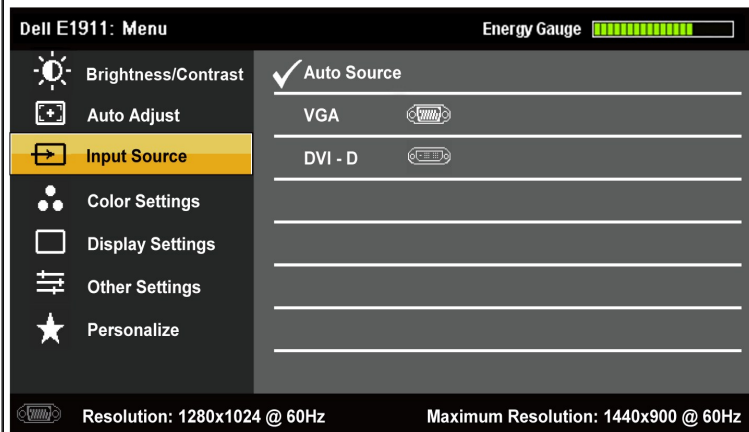 Dell E1911: Menu Energy Gauge
Brightness/Contrast Auto Source
Auto Adjust VGA
Input Source DVI - D
Color Settings
Display Settings
Other Settings
Personalize
Resolution: 1280x1024 @ 60Hz Maximum Resolution: 1440x900 @ 60Hz